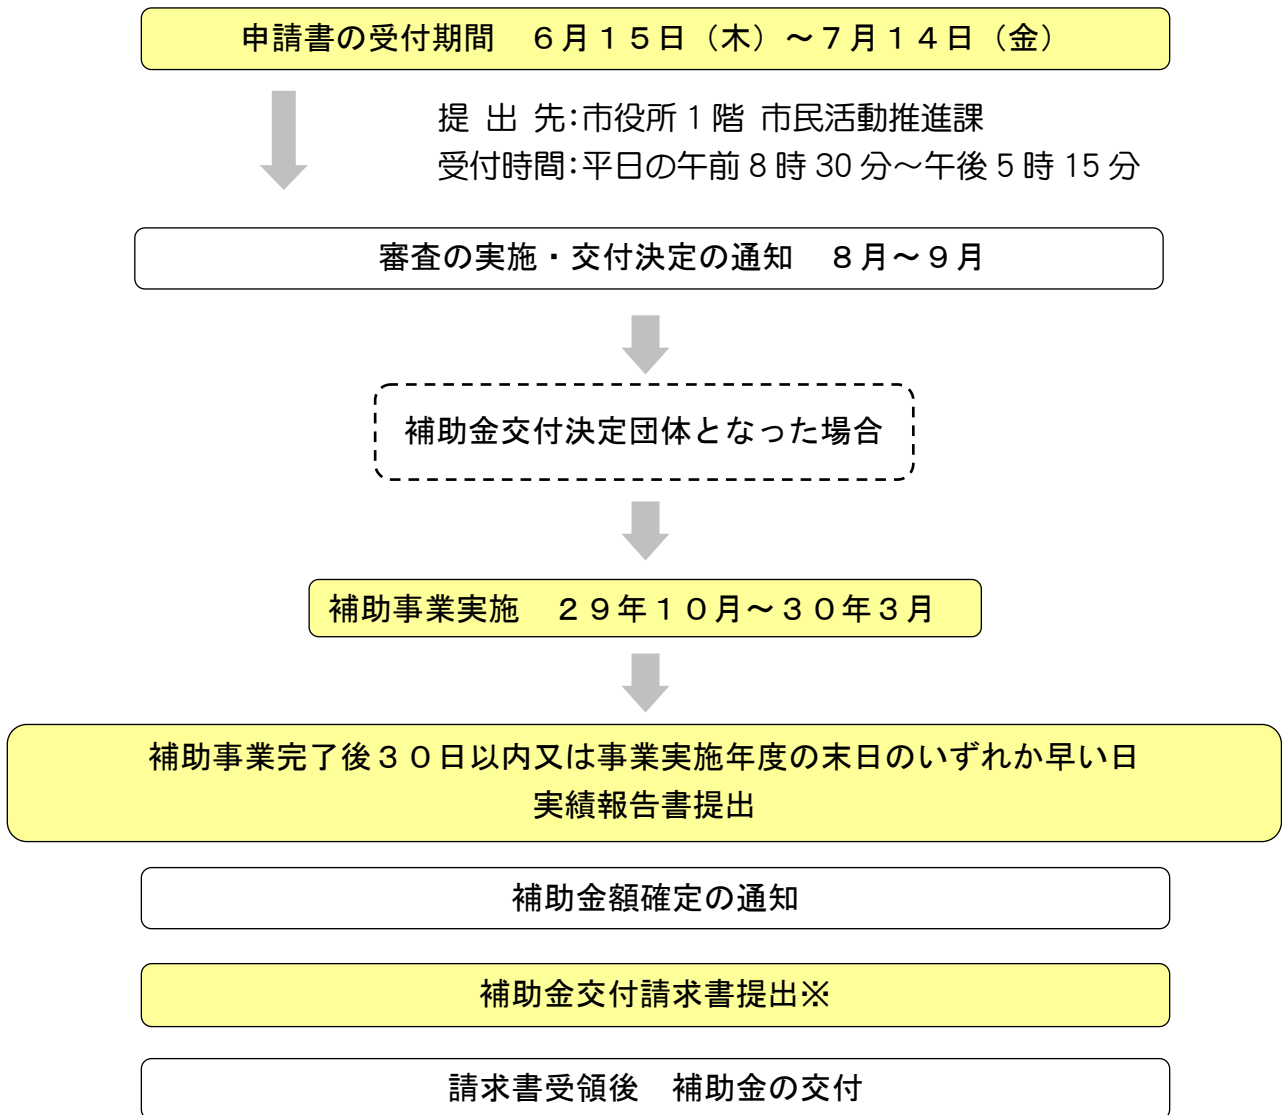 申請書の受付期間　６月１５日（木）～７月１４日（金）
提 出 先：市役所１階 市民活動推進課
受付時間：平日の午前８時30分～午後５時15分
審査の実施・交付決定の通知　８月～９月
補助金交付決定団体となった場合
補助事業実施　２９年１０月～３０年３月
補助事業完了後３０日以内又は事業実施年度の末日のいずれか早い日
実績報告書提出
補助金額確定の通知
補助金交付請求書提出※
請求書受領後　補助金の交付